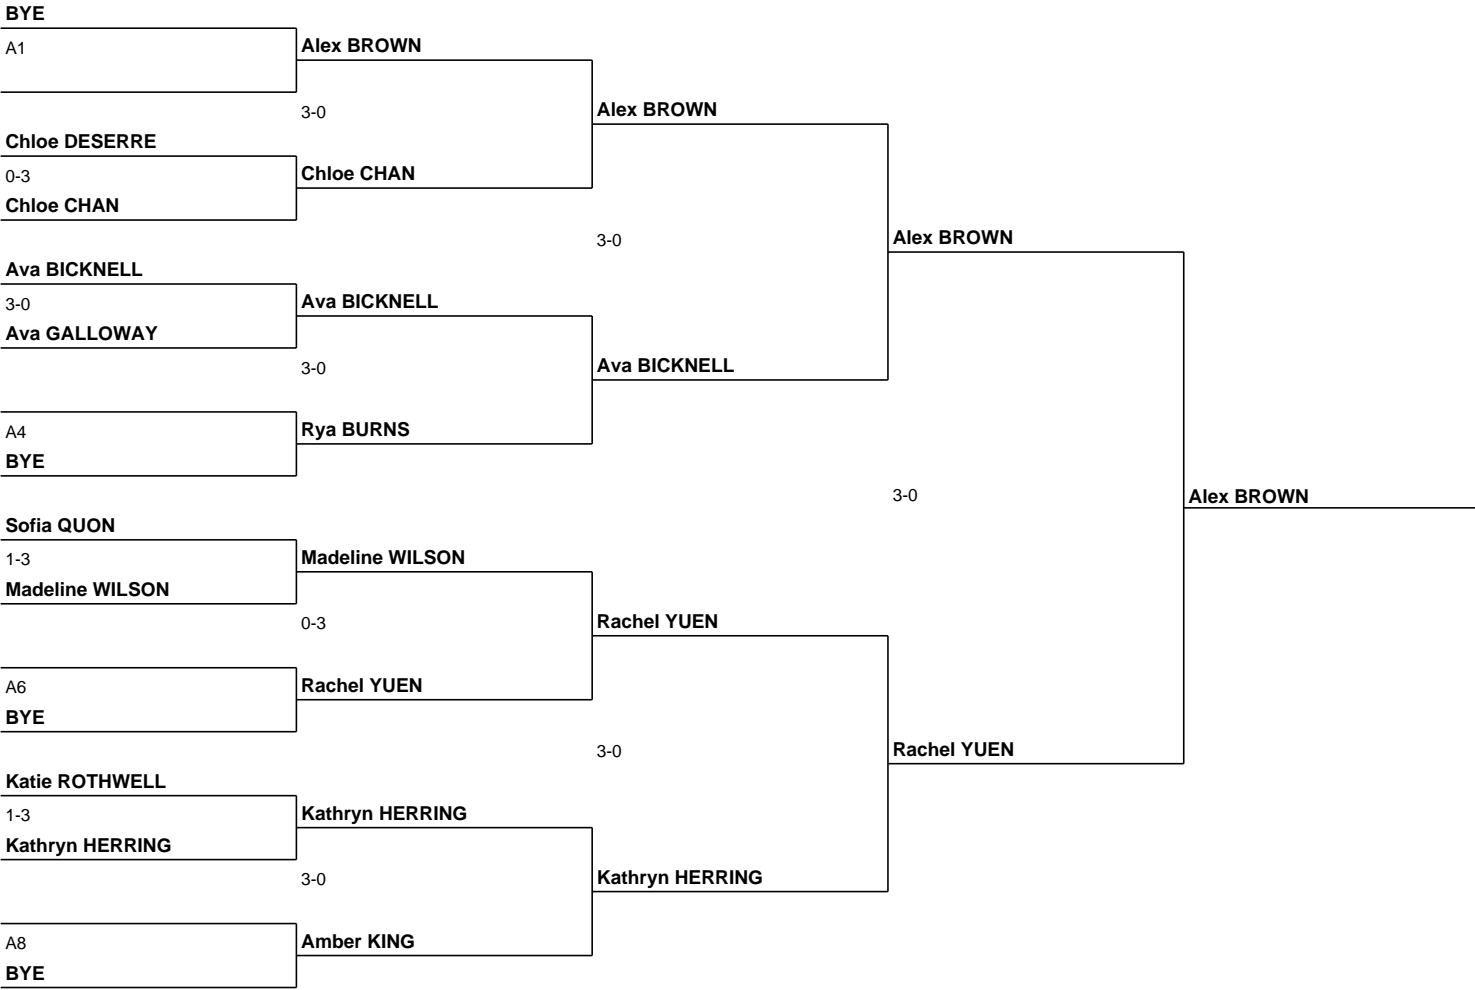 BYE
A1
Alex BROWN
3-0
Alex BROWN
Chloe DESERRE
0-3
Chloe CHAN
Chloe CHAN
3-0
Alex BROWN
Ava BICKNELL
3-0
Ava BICKNELL
Ava GALLOWAY
3-0
Ava BICKNELL
A4
Rya BURNS
BYE
3-0
Alex BROWN
Sofia QUON
1-3
Madeline WILSON
Madeline WILSON
0-3
Rachel YUEN
A6
Rachel YUEN
BYE
3-0
Rachel YUEN
Katie ROTHWELL
1-3
Kathryn HERRING
Kathryn HERRING
3-0
Kathryn HERRING
A8
Amber KING
BYE